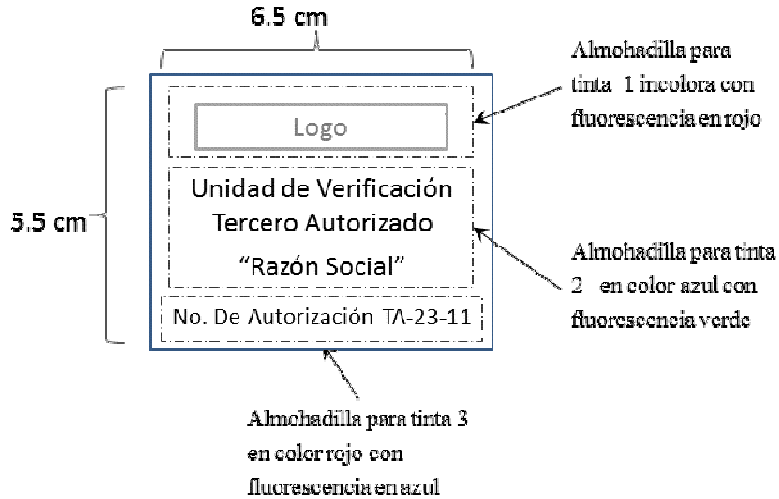 6.5 cm
5.5 cm
Logo
Unidad de Verificación
Tercero Autorizado
“Razón Social”
No. De Autorización TA-23-11
Almohadilla para
tinta 1 incolora con
fluorescencia en rojo
Almohadilla para tinta
2 en color azul con
fluorescencia verde
Almohadilla para tinta 3
en color rojo con
fluorescencia en azul